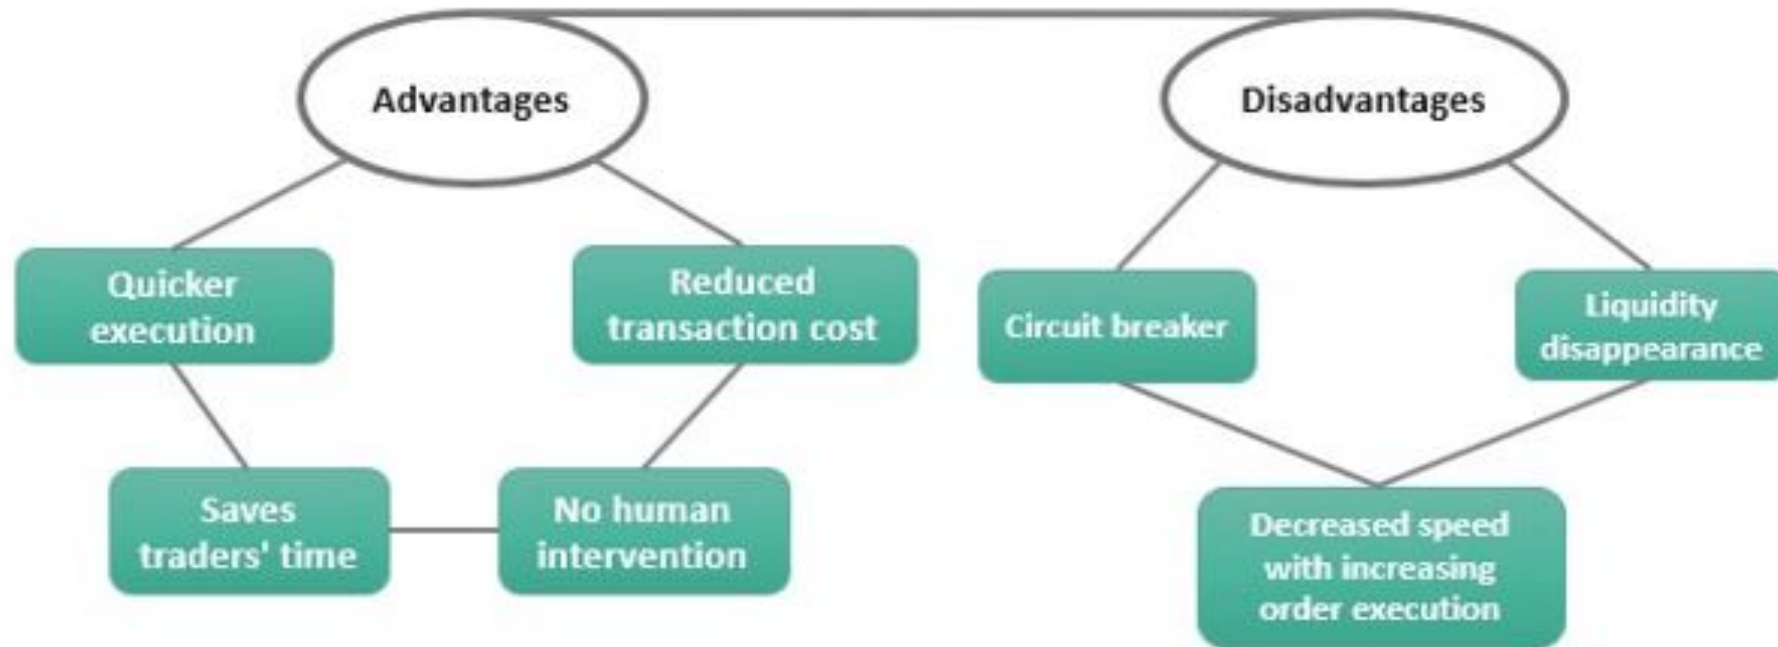 Advantages
Disadvantages
Quicker
execution
Reduced
transaction cost
Circuit breaker
Liquidity
disappearance
Saves
traders' time
No human
intervention
Decreased speed
with increasing
order execution